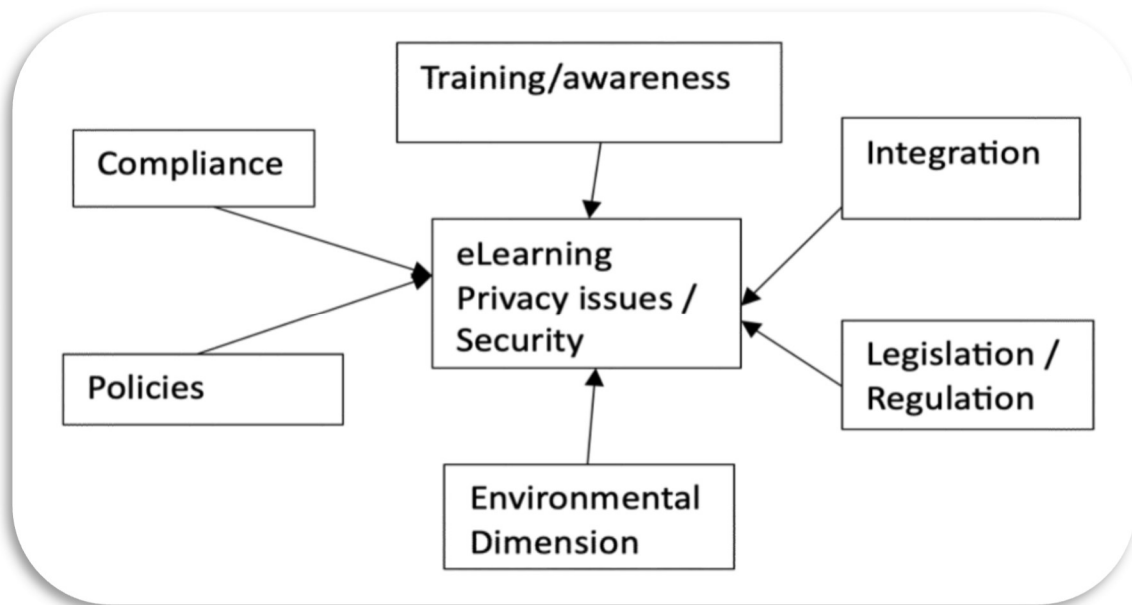 Training/awareness
Compliance
Integration
eLearning
Privacy issues /
Security
Policies
Legislation /
Regulation
Environmental
Dimension